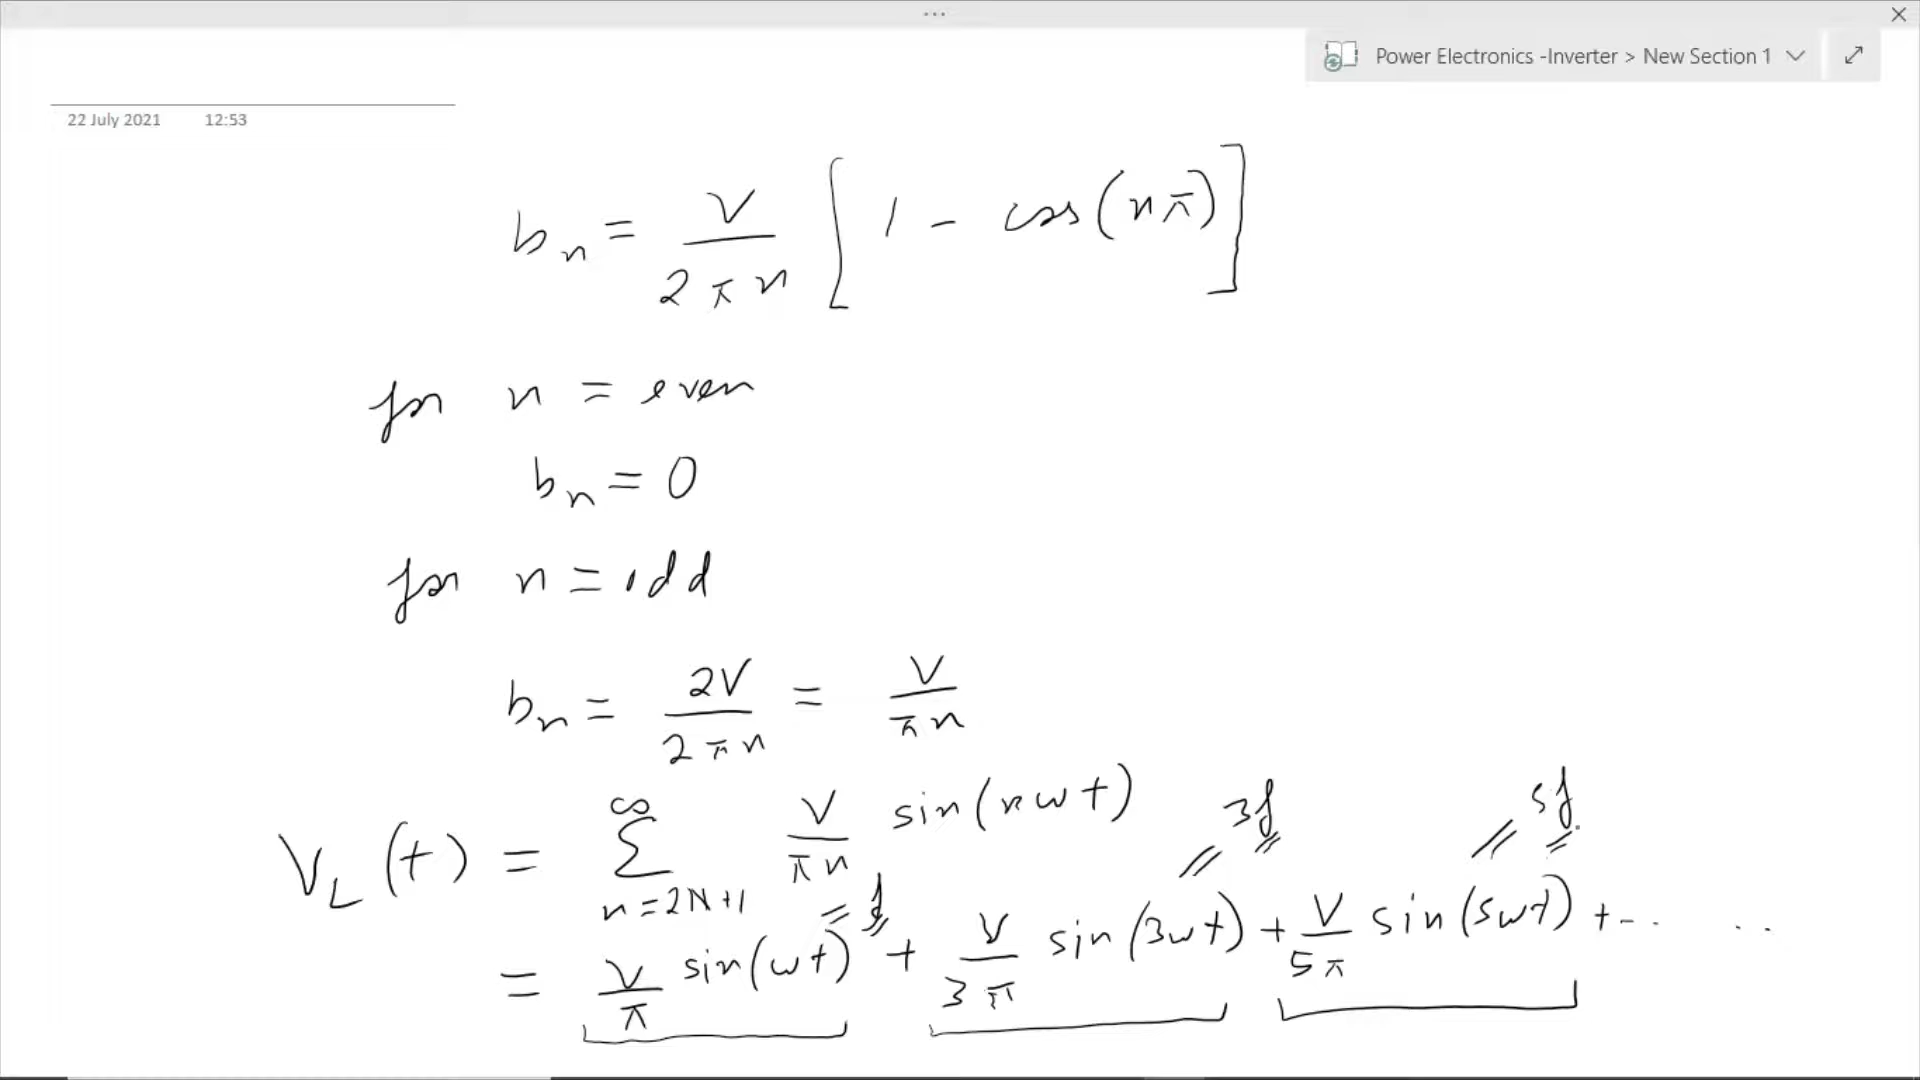 Power Electronics -Inverter > New Section 1
22 July 2021 12:53
bₙ = V / 2πn [1 - cos(nπ)]
for n = even
bₙ = 0
for n = odd
bₙ = 2V / 2πn = V / πn
V_L(t) = ∞ Σ n=2N+1 V / πn sin(nωt)
f 3f 5f
= V / π sin(ωt) + V / 3π sin(3ωt) + V / 5π sin(5ωt) + - . . . .